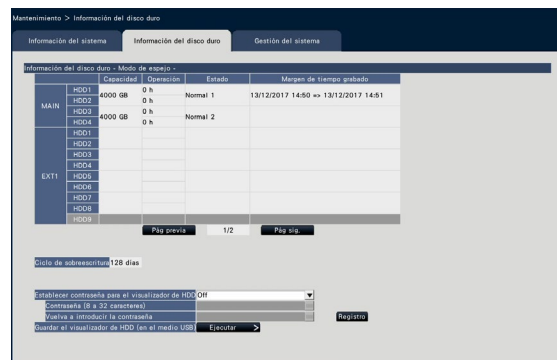 Mantenimiento > Información del disco duro
Información del sistema Información del disco duro Gestión del sistema
Información del disco duro - Modo de espejo -
Capacidad Operación Estado Margen de tiempo grabado
MAIN HDD1 4000 GB 0 h Normal 1 13/12/2017 14:50 => 13/12/2017 14:51
HDD2 0 h
HDD3 4000 GB 0 h Normal 2
HDD4 0 h
EXT1 HDD1
HDD2
HDD3
HDD4
HDD5
HDD6
HDD7
HDD8
HDD9
Pág previa 1/2 Pág sig.
Ciclo de sobreescritura 128 días
Establecer contraseña para el visualizador de HDD Off
Contraseña (8 a 32 caracteres)
Vuelva a introducir la contraseña Registro
Guardar el visualizador de HDD (en el medio USB) Ejecutar >